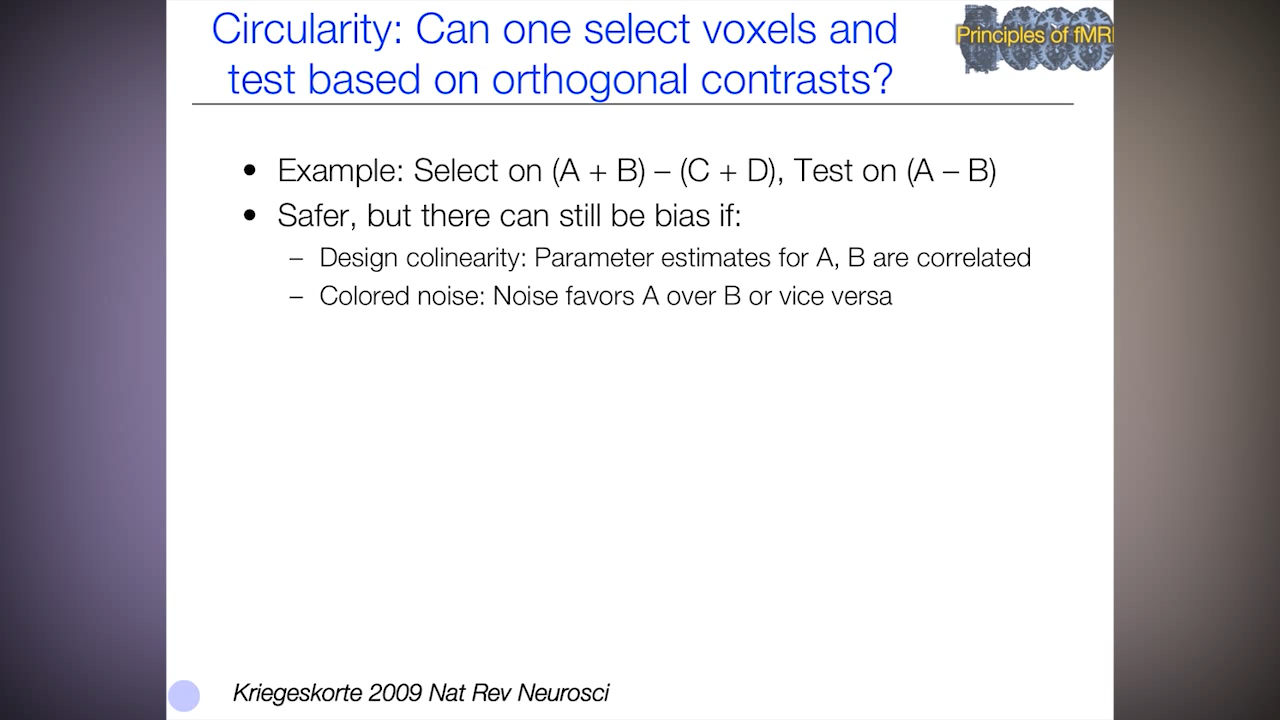 Circularity: Can one select voxels and
test based on orthogonal contrasts?
Principles of fMRI
• Example: Select on (A + B) – (C + D), Test on (A – B)
• Safer, but there can still be bias if:
– Design colinearity: Parameter estimates for A, B are correlated
– Colored noise: Noise favors A over B or vice versa
Kriegeskorte 2009 Nat Rev Neurosci